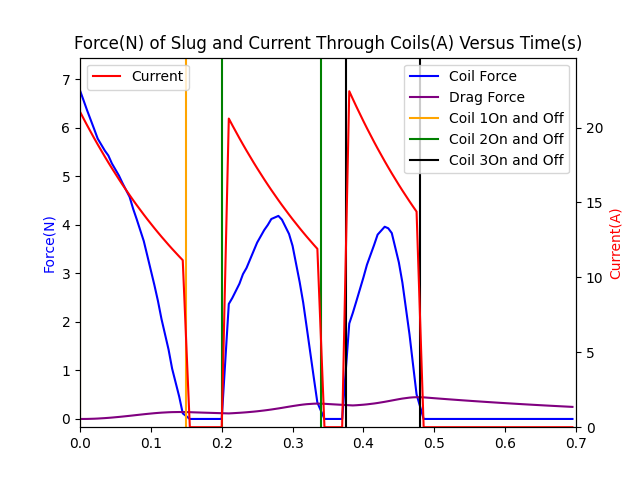 Force(N) of Slug and Current Through Coils(A) Versus Time(s)
Current
Coil Force
Drag Force
Coil 1On and Off
Coil 2On and Off
Coil 3On and Off
Force(N)
7
6
5
4
3
2
1
0
Current(A)
20
15
10
5
0
0.0 0.1 0.2 0.3 0.4 0.5 0.6 0.7